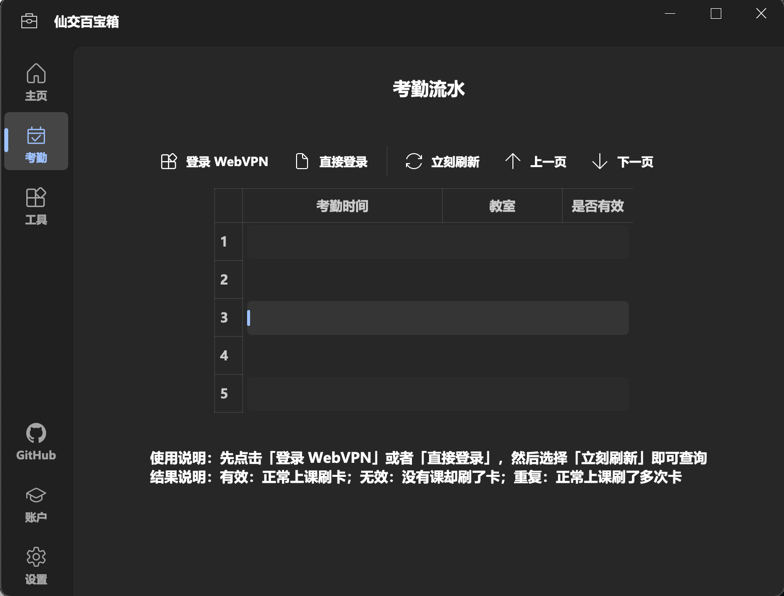 仙交百宝箱
主页
考勤
工具
GitHub
账户
设置
考勤流水
登录 WebVPN 直接登录 立刻刷新 上一页 下一页
考勤时间 教室 是否有效
1
2
3
4
5
使用说明：先点击「登录 WebVPN」或者「直接登录」，然后选择「立刻刷新」即可查询
结果说明：有效：正常上课刷卡；无效：没有课却刷了卡；重复：正常上课刷了多次卡